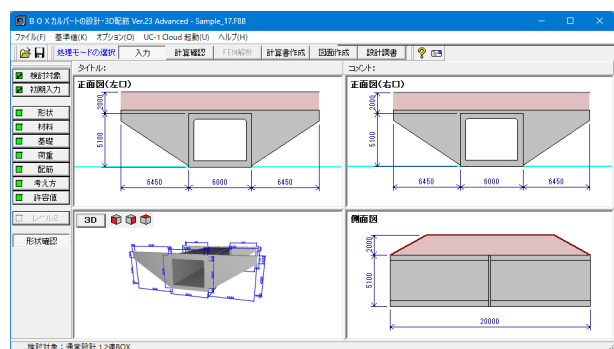 BOXカルバートの設計・3D配筋 Ver.23 Advanced - Sample_17.F8B
ファイル(F) 基準値(K) オプション(O) UC-1 Cloud 起動(U) ヘルプ(H)
処理モードの選択 入力 計算確認 FEM解析 計算書作成 図面作成 設計調書
検討対象
初期入力
形状
材料
基礎
荷重
配筋
考え方
許容値
レベル2
形状確認
タイトル:
コメント:
正面図(左口)
2000
5100
6450 6000 6450
正面図(右口)
2000
5100
6450 6000 6450
3D
側面図
2000
5100
20000
検討対象:通常設計 1.2連BOX